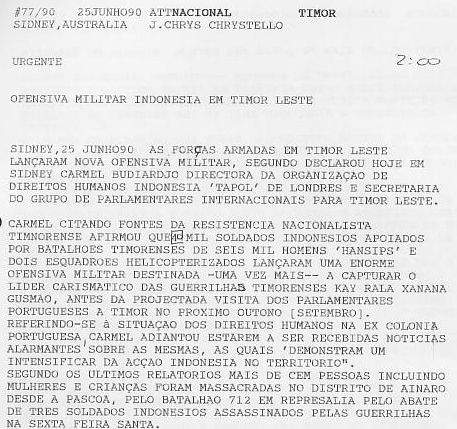 #77/90 25JUNHO90 ATTNACIONAL TIMOR
SIDNEY,AUSTRALIA J.CHRYS CHRYSTELLO
URGENTE 2:00
OFENSIVA MILITAR INDONESIA EM TIMOR LESTE
SIDNEY,25 JUNHO90 AS FORÇAS ARMADAS EM TIMOR LESTE
LANÇARAM NOVA OFENSIVA MILITAR, SEGUNDO DECLAROU HOJE EM
SIDNEY CARMEL BUDIARDJO DIRECTORA DA ORGANIZAÇAO DE
DIREITOS HUMANOS INDONESIA 'TAPOL' DE LONDRES E SECRETARIA
DO GRUPO DE PARLAMENTARES INTERNACIONAIS PARA TIMOR LESTE.
CARMEL CITANDO FONTES DA RESISTENCIA NACIONALISTA
TIMNORENSE AFIRMOU QUE MIL SOLDADOS INDONESIOS APOIADOS
POR BATALHOES TIMORENSES DE SEIS MIL HOMENS 'HANSIPS' E
DOIS ESQUADROES HELICOPTERIZADOS LANÇARAM UMA ENORME
OFENSIVA MILITAR DESTINADA -UMA VEZ MAIS-- A CAPTURAR O
LIDER CARISMATICO DAS GUERRILHAS TIMORENSES KAY RALA XANANA
GUSMAO, ANTES DA PROJECTADA VISITA DOS PARLAMENTARES
PORTUGUESES A TIMOR NO PROXIMO OUTONO [SETEMBRO].
REFERINDO-SE à SITUAÇAO DOS DIREITOS HUMANOS NA EX COLONIA
PORTUGUESA, CARMEL ADIANTOU ESTAREM A SER RECEBIDAS NOTICIAS
ALARMANTES SOBRE AS MESMAS, AS QUAIS 'DEMONSTRAM UM
INTENSIFICAR DA ACÇAO INDONESIA NO TERRITORIO".
SEGUNDO OS ULTIMOS RELATORIOS MAIS DE CEM PESSOAS INCLUINDO
MULHERES E CRIANÇAS FORAM MASSACRADAS NO DISTRITO DE AINARO
DESDE A PASCOA, PELO BATALHAO 712 EM REPRESALIA PELO ABATE
DE TRES SOLDADOS INDONESIOS ASSASSINADOS PELAS GUERRILHAS
NA SEXTA FEIRA SANTA.